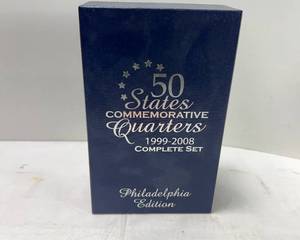 50
States
COMMEMORATIVE
Quarters
1999-2008
COMPLETE SET
Philadelphia
Edition